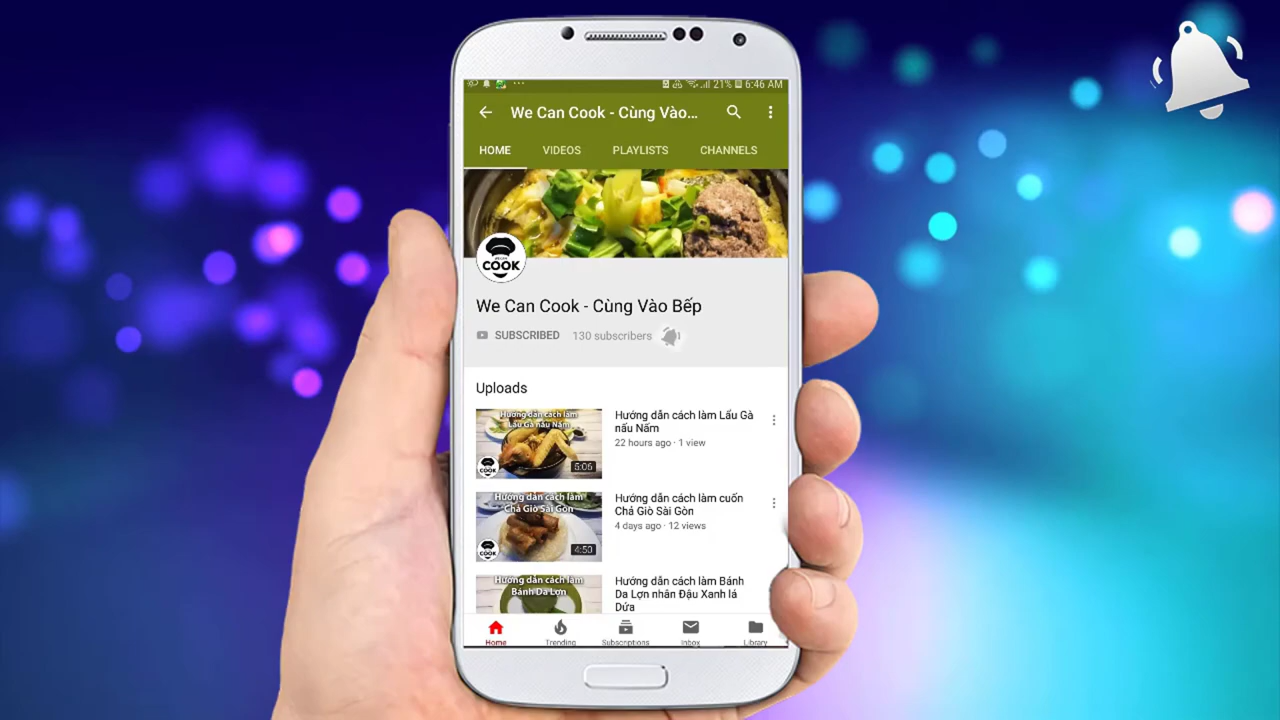 21% 6:46 AM
We Can Cook - Cùng Vào...
HOME VIDEOS PLAYLISTS CHANNELS
COOK
We Can Cook - Cùng Vào Bếp
SUBSCRIBED 130 subscribers
Uploads
Hướng dẫn cách làm
Lẩu Gà nấu Nấm
COOK
5:06
Hướng dẫn cách làm Lẩu Gà
nấu Nấm
22 hours ago · 1 view
Hướng dẫn cách làm
Chả Giò Sài Gòn
COOK
4:50
Hướng dẫn cách làm cuốn
Chả Giò Sài Gòn
4 days ago · 12 views
Hướng dẫn cách làm
Bánh Da Lợn
Hướng dẫn cách làm Bánh
Da Lợn nhân Đậu Xanh lá
Dứa
Home Trending Subscriptions Inbox Library